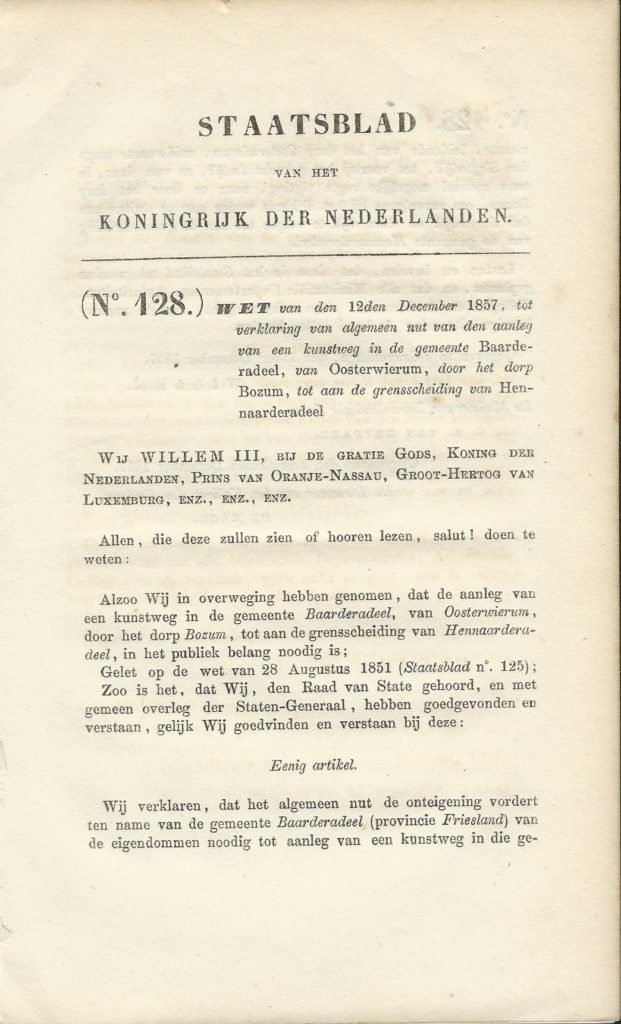 STAATSBLAD
VAN HET
KONINGRIJK DER NEDERLANDEN.
(N°. 128.) WET van den 12den December 1857, tot
verklaring van algemeen nut van den aanleg
van een kunstweg in de gemeente Baarde-
radeel, van Oosterwierum, door het dorp
Bozum, tot aan de grensscheiding van Hen-
naarderadeel
Wij WILLEM III, bij de gratie Gods, Koning der
Nederlanden, Prins van Oranje-Nassau, Groot-Hertog van
Luxemburg, enz., enz., enz.
Allen, die deze zullen zien of hooren lezen, salut! doen te
weten:
Alzoo Wij in overweging hebben genomen, dat de aanleg van
een kunstweg in de gemeente Baarderadeel, van Oosterwierum,
door het dorp Bozum, tot aan de grensscheiding van Hennaardera-
deel, in het publiek belang noodig is;
Gelet op de wet van 28 Augustus 1851 (Staatsblad n°. 125);
Zoo is het, dat Wij, den Raad van State gehoord, en met
gemeen overleg der Staten-Generaal, hebben goedgevonden en
verstaan, gelijk Wij goedvinden en verstaan bij deze:
Eenig artikel.
Wij verklaren, dat het algemeen nut de onteigening vordert
ten name van de gemeente Baarderadeel (provincie Friesland) van
de eigendommen noodig tot aanleg van een kunstweg in die ge-